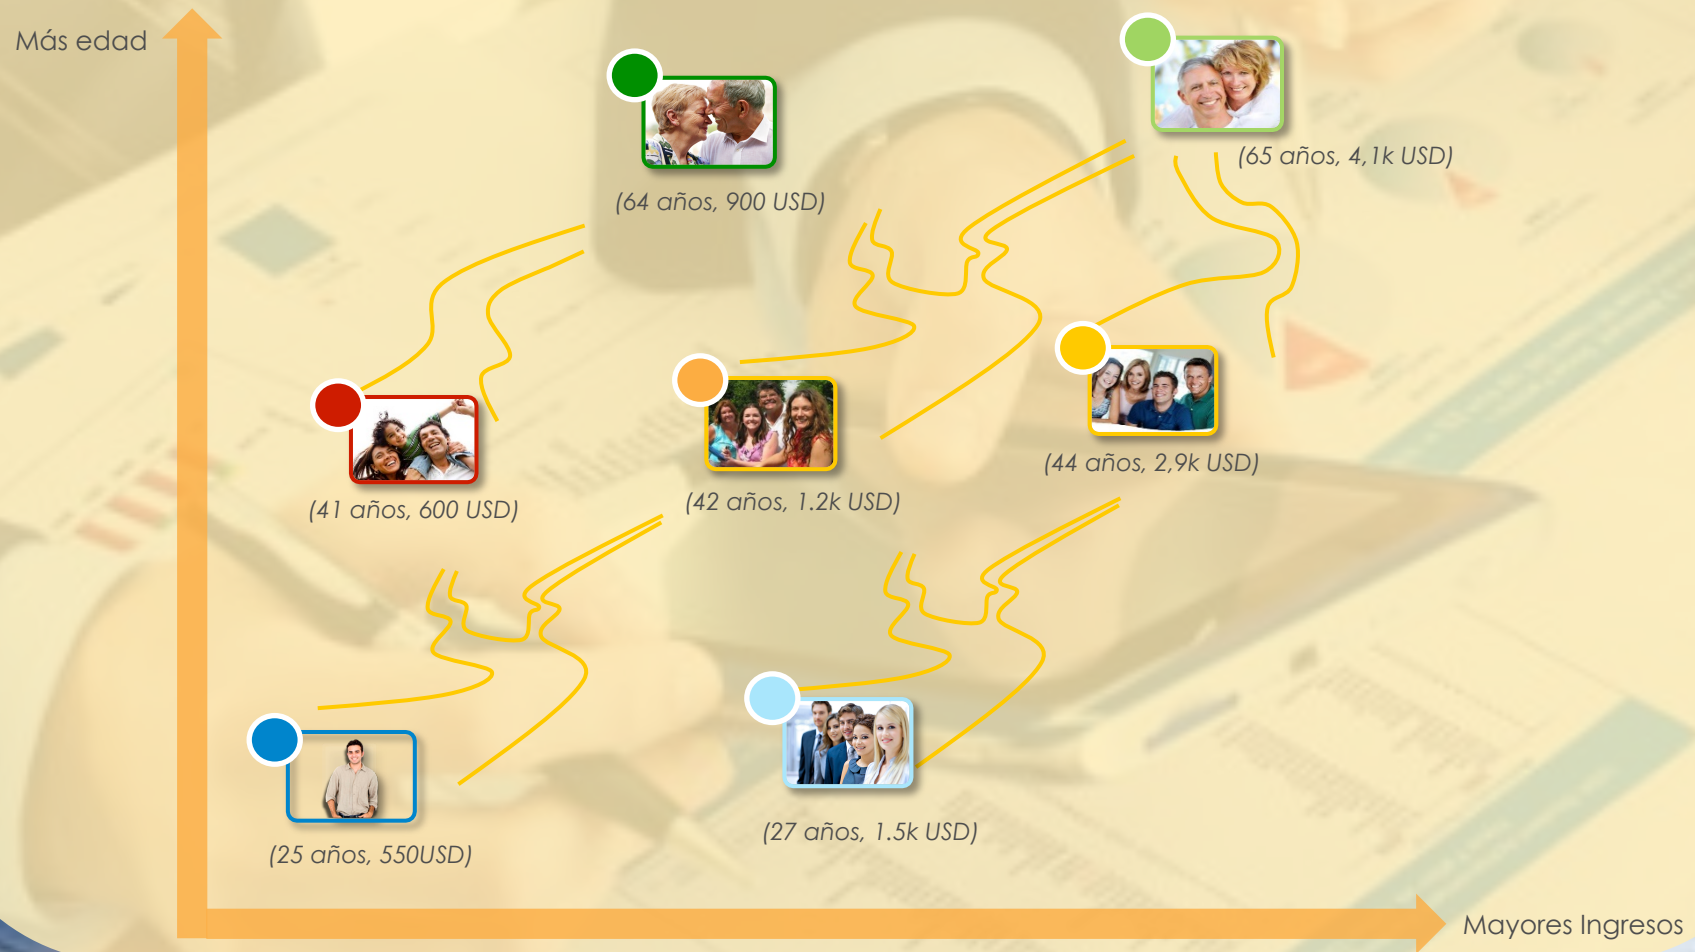 Más edad
(65 años, 4,1k USD)
(64 años, 900 USD)
(44 años, 2,9k USD)
(42 años, 1.2k USD)
(41 años, 600 USD)
(27 años, 1.5k USD)
(25 años, 550USD)
Mayores Ingresos